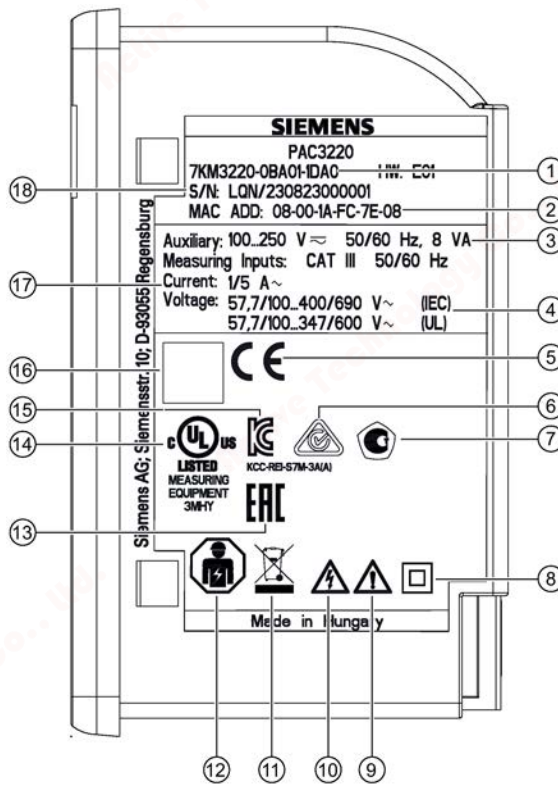 SIEMENS
PAC3220
7KM3220-0BA01-1DA0 HW: E01
S/N: LQN/230823000001
MAC ADD: 08-00-1A-FC-7E-08
Auxiliary: 100...250 V 50/60 Hz, 8 VA
Measuring Inputs: CAT III 50/60 Hz
Current: 1/5 A~
Voltage: 57,7/100...400/690 V~ (IEC)
57,7/100...347/600 V~ (UL)
Siemens AG; Siemensstr. 10; D-93055 Regensburg
CE
C UL US
LISTED
MEASURING
EQUIPMENT
3MHY
KCC-REI-S7M-3A(A)
EAC
Made in Hungary
1
2
3
4
5
6
7
8
9
10
11
12
13
14
15
16
17
18